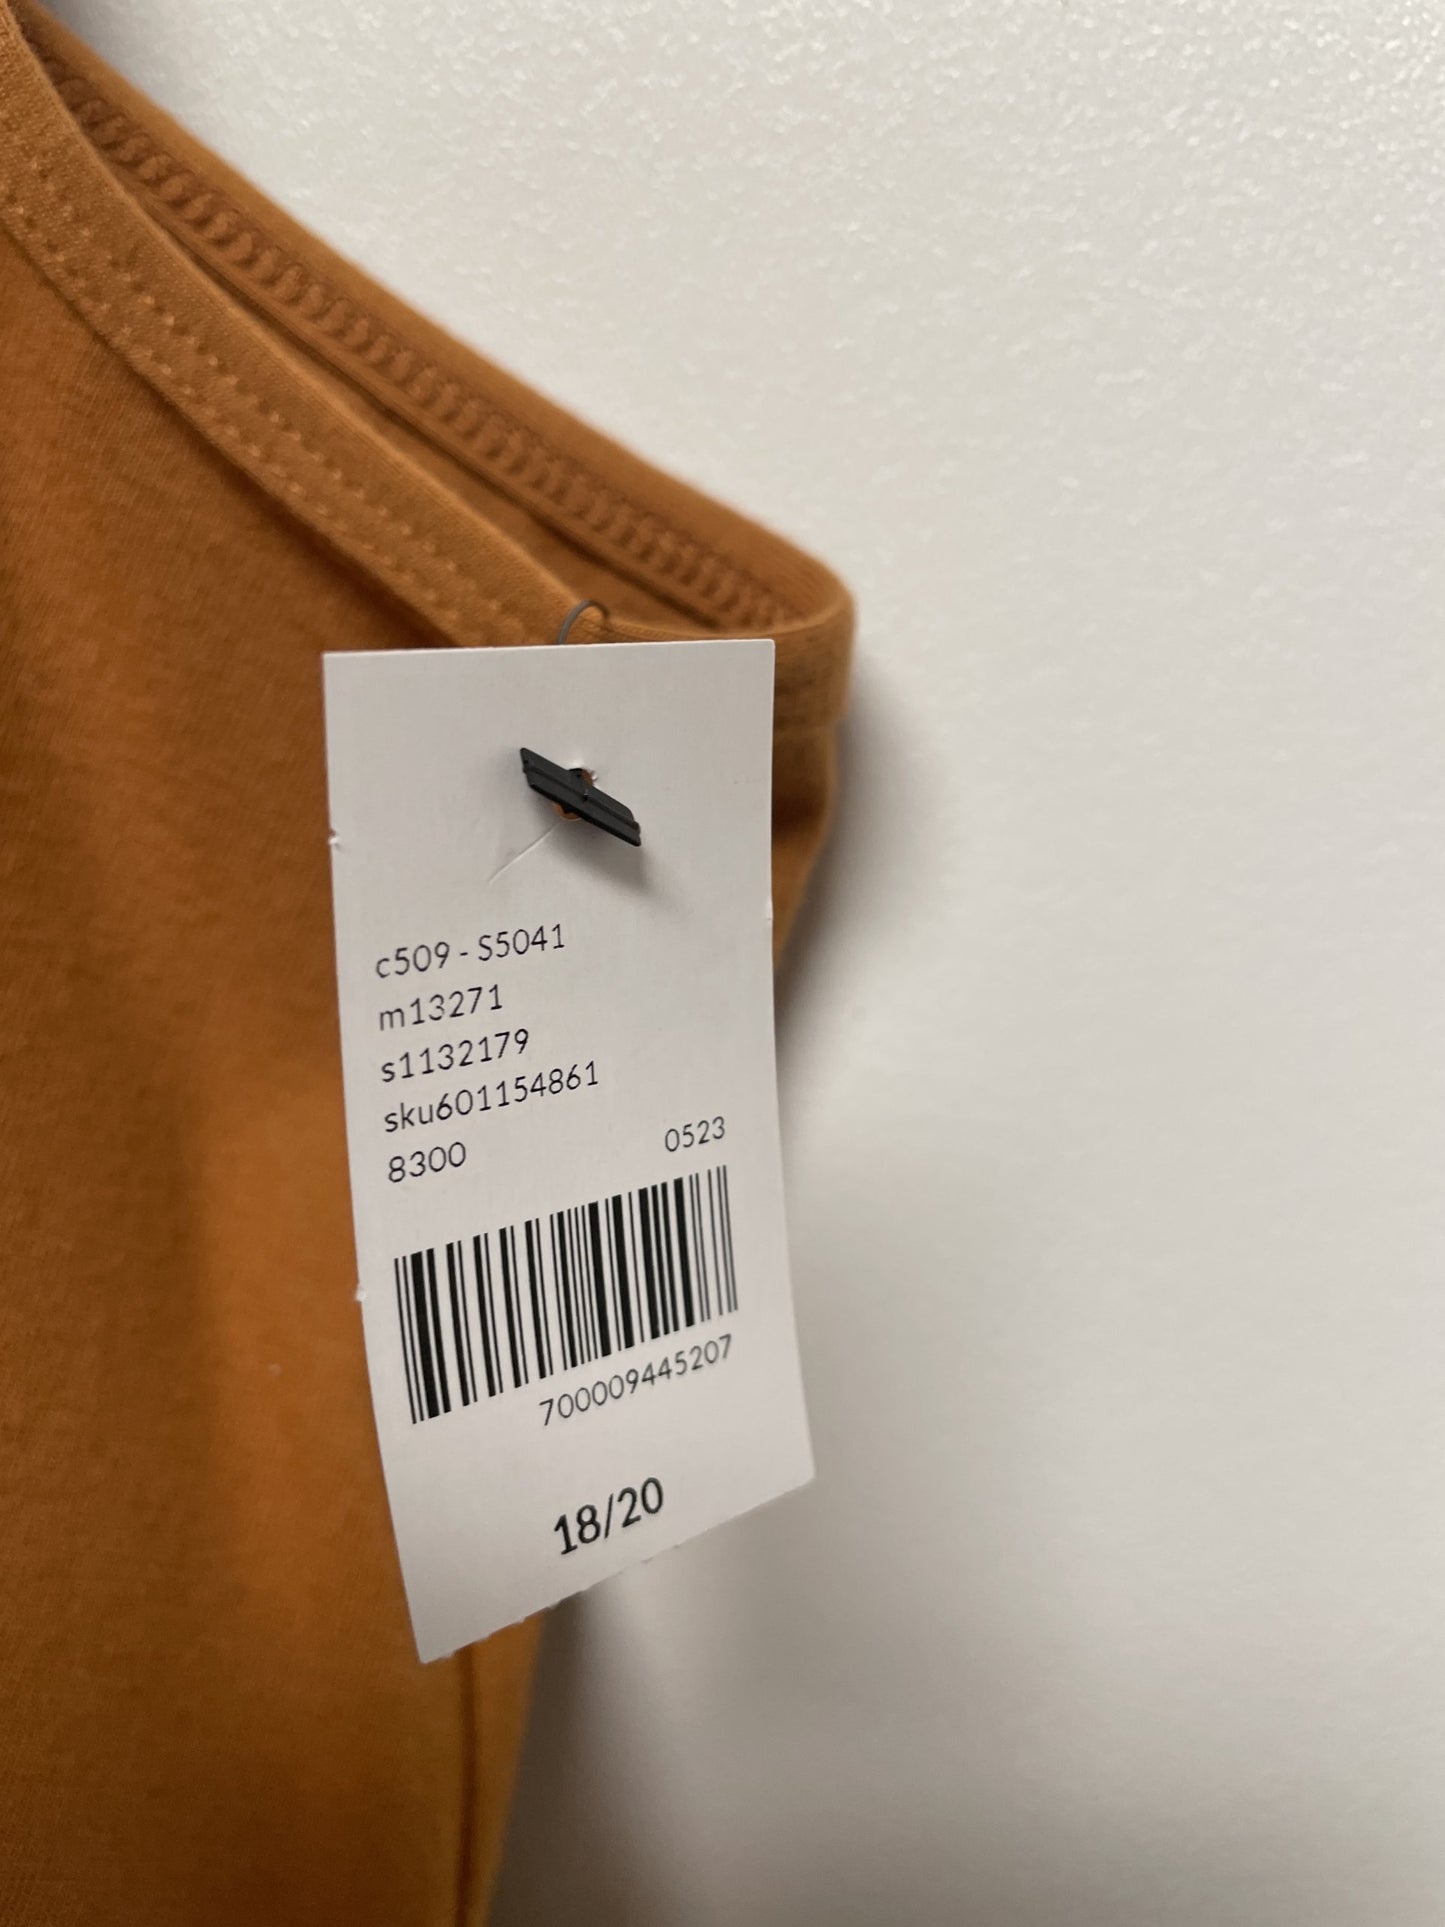 c509 - S5041
m13271
s1132179
sku601154861
8300 0523
700009445207
18/20